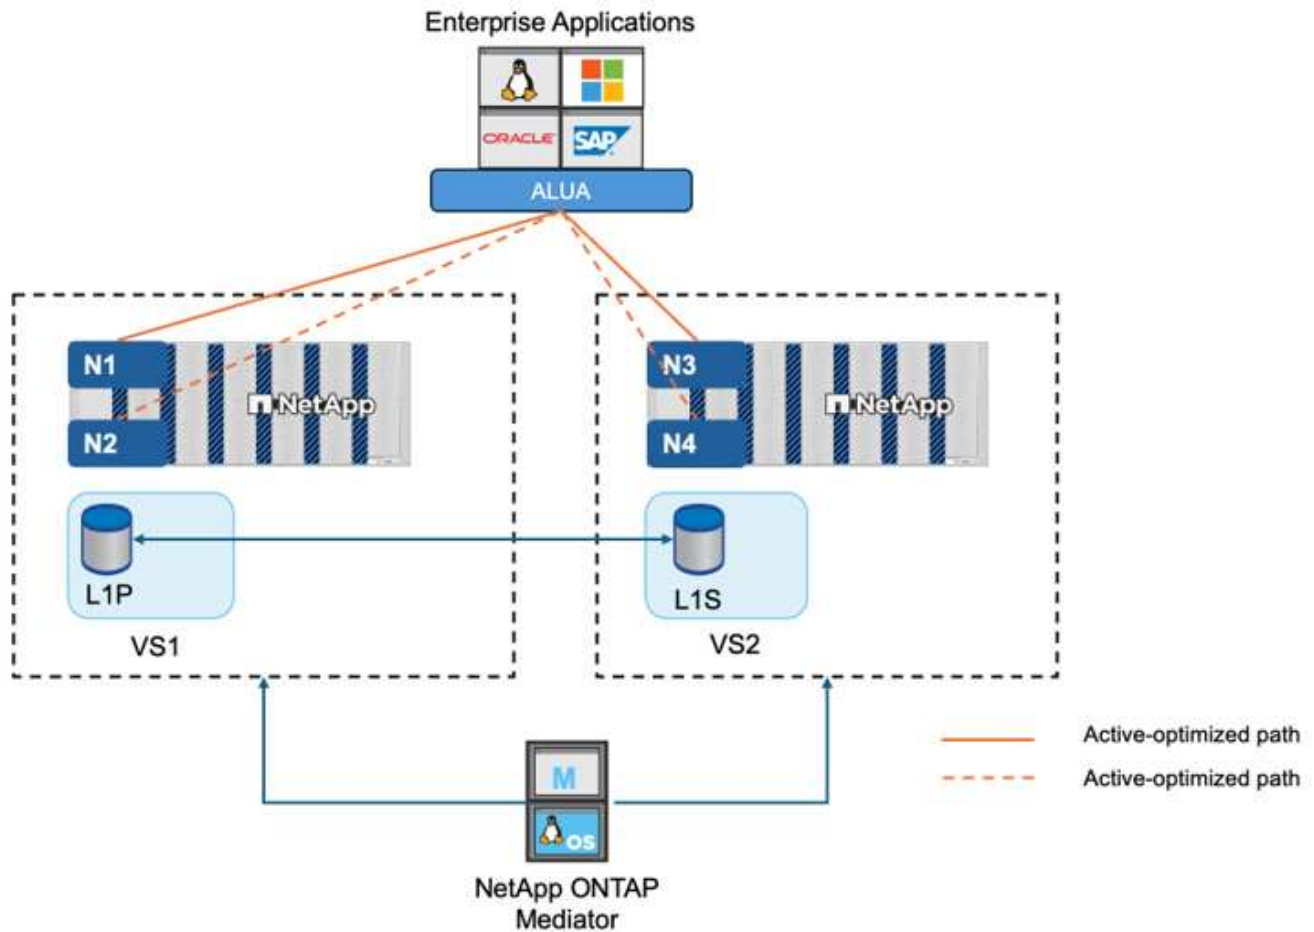 Enterprise Applications
ORACLE
SAP
ALUA
N1
NetApp
N2
N3
NetApp
N4
L1P
VS1
L1S
VS2
M
OS
NetApp ONTAP
Mediator
Active-optimized path
Active-optimized path